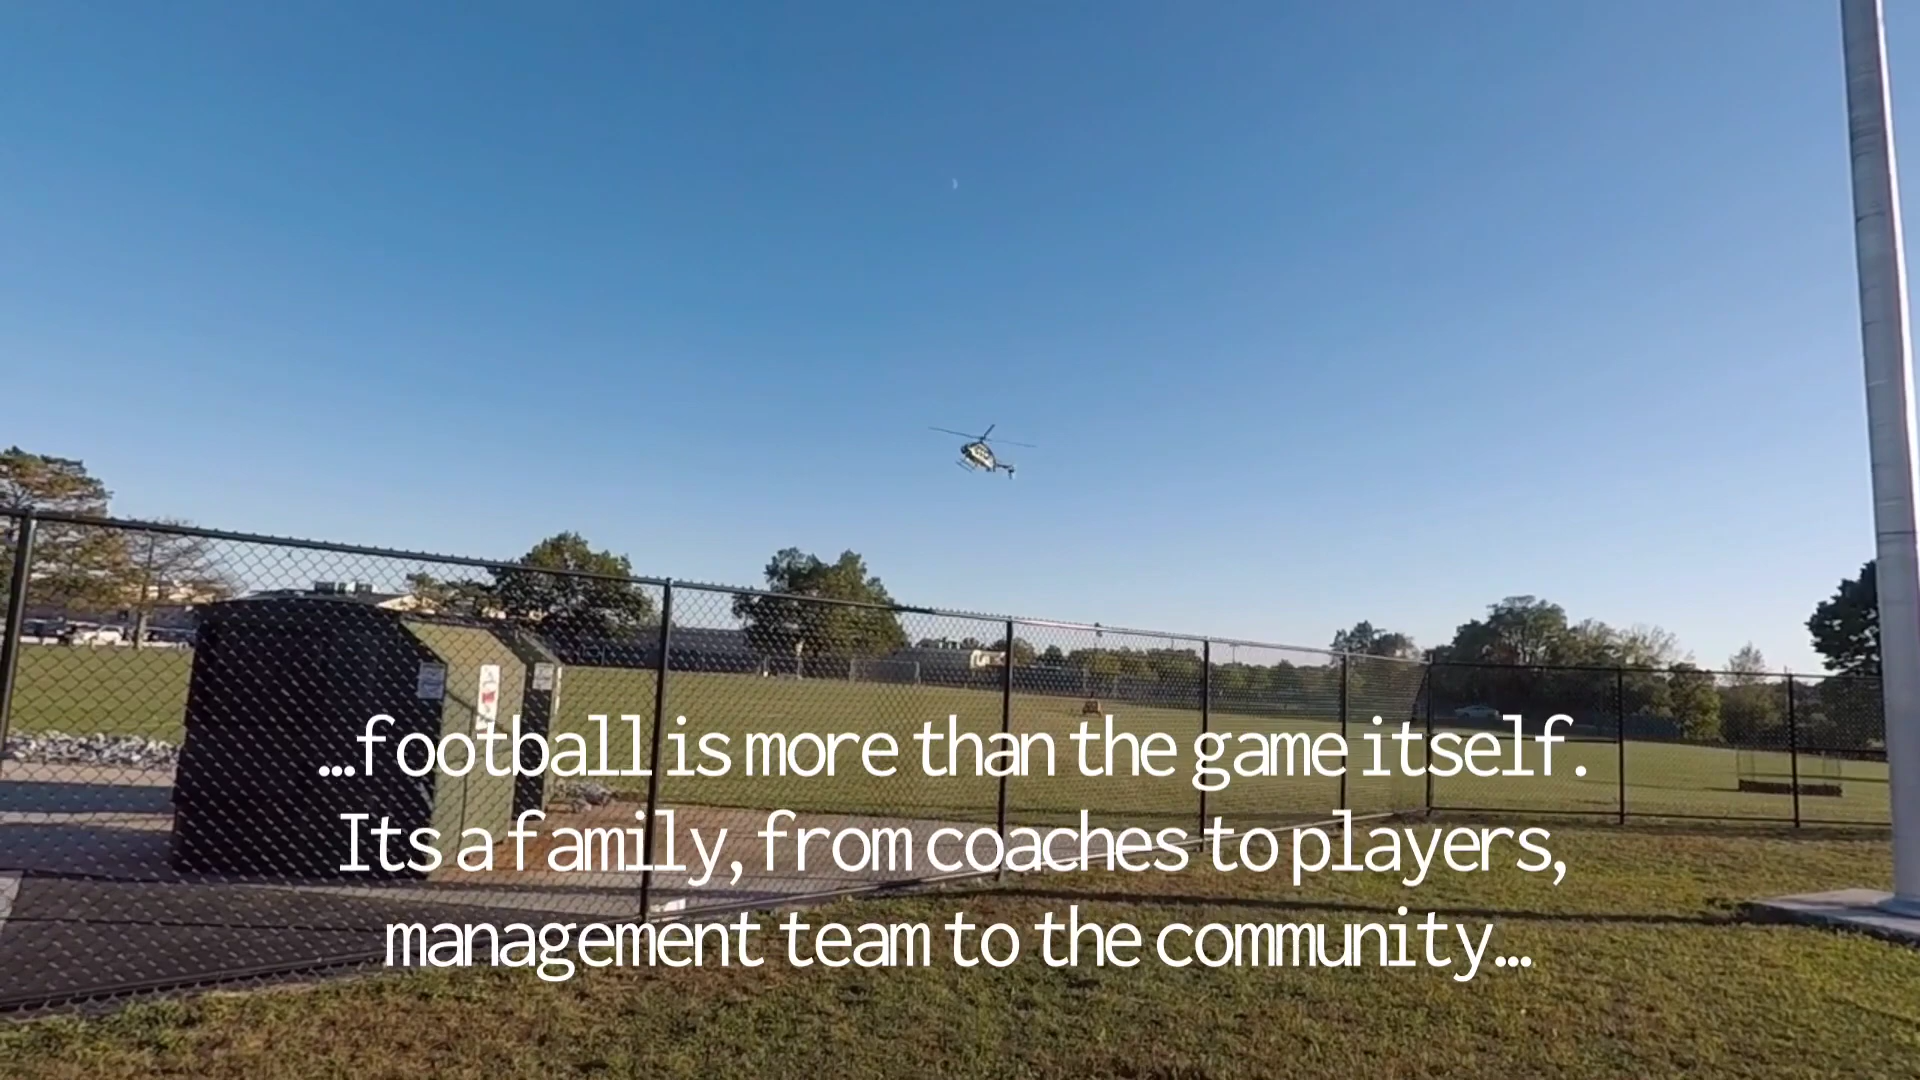 ...football is more than the game itself.
Its a family, from coaches to players,
management team to the community...